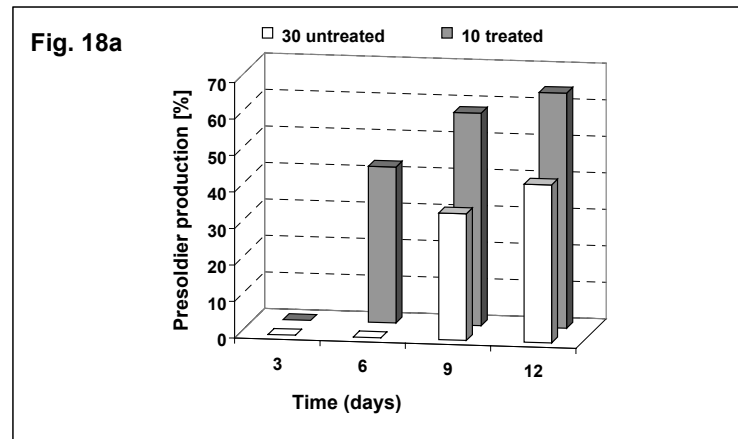 Fig. 18a
30 untreated 10 treated
Presoldier production [%]
70
60
50
40
30
20
10
0
3 6 9 12
Time (days)